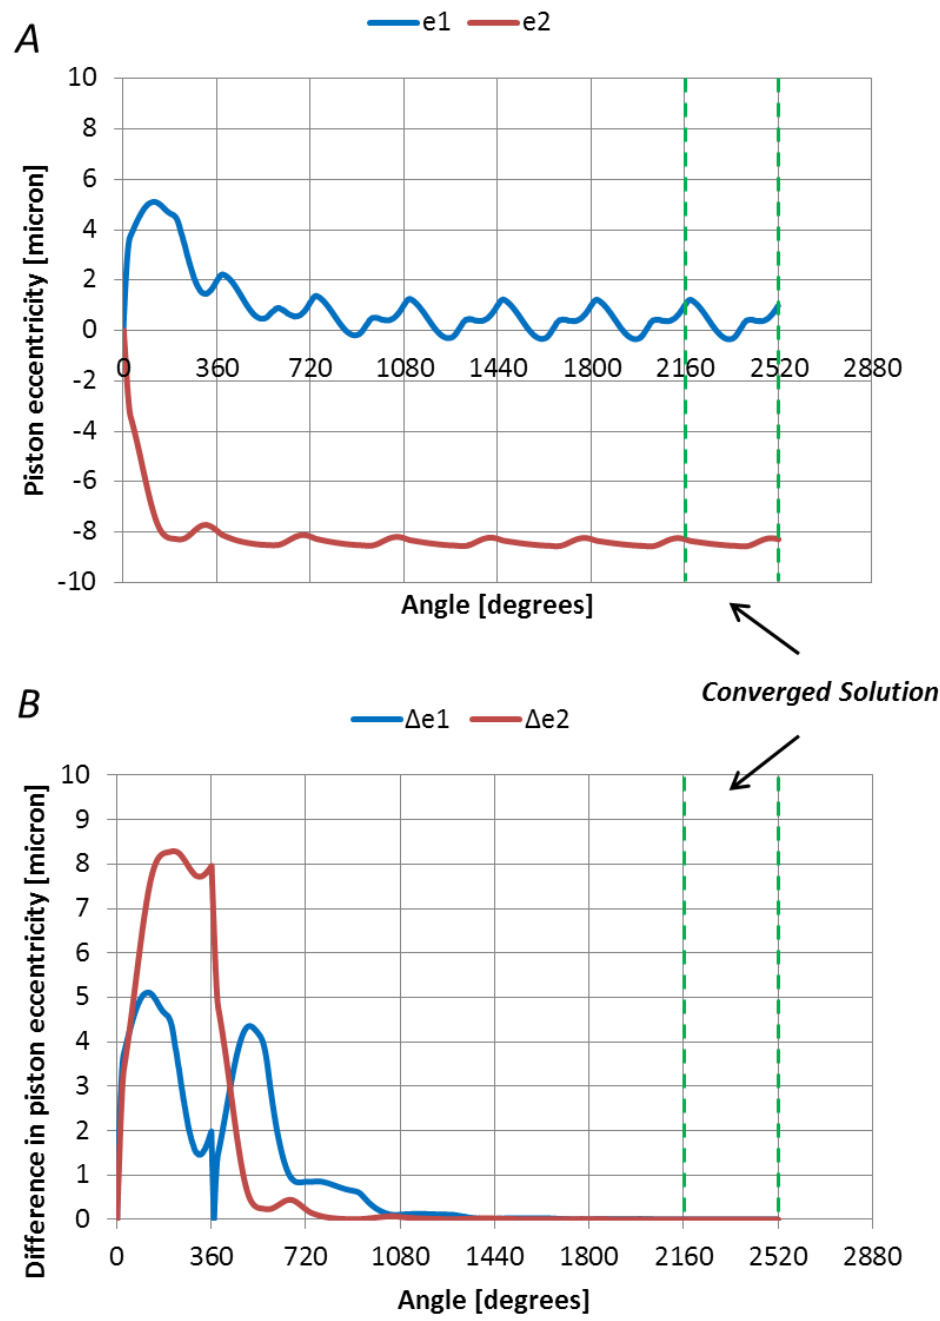 A
e1 e2
Piston eccentricity [micron]
10
8
6
4
2
0
-2
-4
-6
-8
-10
0 360 720 1080 1440 1800 2160 2520 2880
Angle [degrees]
Converged Solution
B
Δe1 Δe2
Difference in piston eccentricity [micron]
10
9
8
7
6
5
4
3
2
1
0
0 360 720 1080 1440 1800 2160 2520 2880
Angle [degrees]